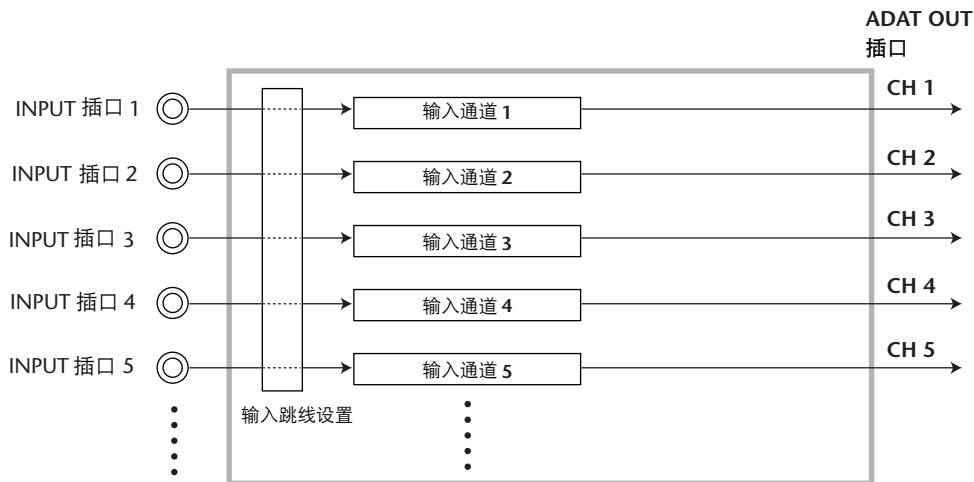 ADAT OUT
插口
INPUT 插口 1
输入通道 1
CH 1
INPUT 插口 2
输入通道 2
CH 2
INPUT 插口 3
输入通道 3
CH 3
INPUT 插口 4
输入通道 4
CH 4
INPUT 插口 5
输入通道 5
CH 5
输入跳线设置